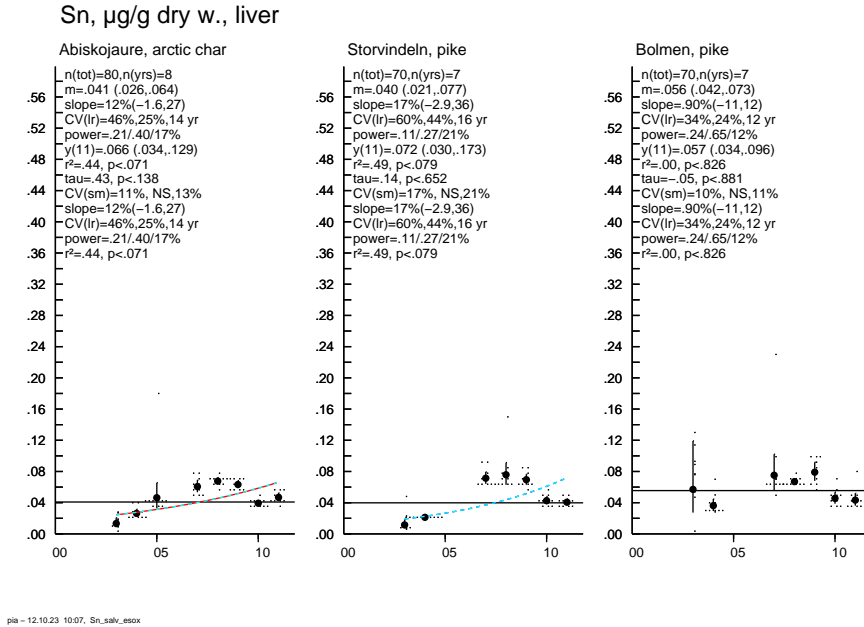 Sn, µg/g dry w., liver
Abiskojaure, arctic char
n(tot)=80,n(yrs)=8
m=.041 (.026,.064)
slope=12%(−1.6,27)
CV(lr)=46%,25%,14 yr
power=.21/.40/17%
y(11)=.066 (.034,.129)
r²=.44, p<.071
tau=.43, p<.138
CV(sm)=11%, NS,13%
slope=12%(−1.6,27)
CV(lr)=46%,25%,14 yr
power=.21/.40/17%
r²=.44, p<.071
.56
.52
.48
.44
.40
.36
.32
.28
.24
.20
.16
.12
.08
.04
.00
00 05 10
Storvindeln, pike
n(tot)=70,n(yrs)=7
m=.040 (.021,.077)
slope=17%(−2.9,36)
CV(lr)=60%,44%,16 yr
power=.11/.27/21%
y(11)=.072 (.030,.173)
r²=.49, p<.079
tau=.14, p<.652
CV(sm)=17%, NS,21%
slope=17%(−2.9,36)
CV(lr)=60%,44%,16 yr
power=.11/.27/21%
r²=.49, p<.079
.56
.52
.48
.44
.40
.36
.32
.28
.24
.20
.16
.12
.08
.04
.00
00 05 10
Bolmen, pike
n(tot)=70,n(yrs)=7
m=.056 (.042,.073)
slope=.90%(−11,12)
CV(lr)=34%,24%,12 yr
power=.24/.65/12%
y(11)=.057 (.034,.096)
r²=.00, p<.826
tau=−.05, p<.881
CV(sm)=10%, NS,11%
slope=.90%(−11,12)
CV(lr)=34%,24%,12 yr
power=.24/.65/12%
r²=.00, p<.826
.56
.52
.48
.44
.40
.36
.32
.28
.24
.20
.16
.12
.08
.04
.00
00 05 10
pia − 12.10.23 10:07, Sn_salv_esox